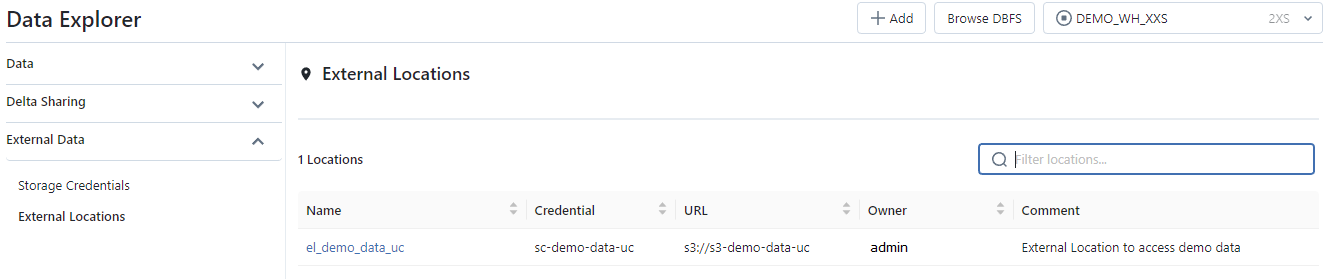 Data Explorer
Add
Browse DBFS
DEMO_WH_XXS 2XS
Data
Delta Sharing
External Data
Storage Credentials
External Locations
External Locations
1 Locations
Filter locations...
Name Credential URL Owner Comment
el_demo_data_uc sc-demo-data-uc s3://s3-demo-data-uc admin External Location to access demo data